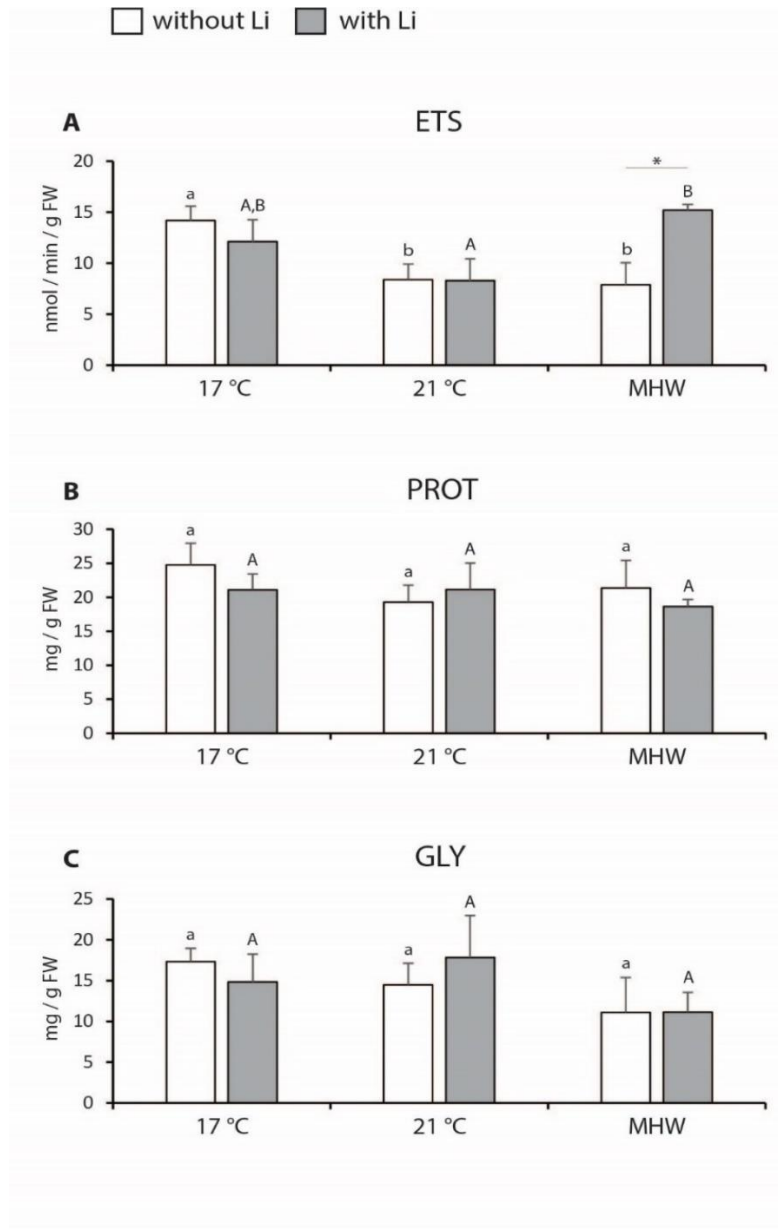 without Li with Li
A ETS
nmol / min / g FW
20
15
10
5
0
a A,B b A b * B
17 °C 21 °C MHW
B PROT
mg / g FW
30
25
20
15
10
5
0
a A a A a A
17 °C 21 °C MHW
C GLY
mg / g FW
25
20
15
10
5
0
a A a A a A
17 °C 21 °C MHW